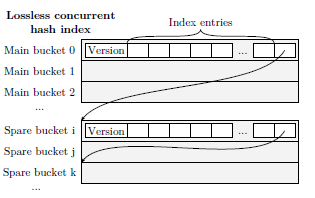 Lossless concurrent
hash index
Index entries
Main bucket 0
Version
...
Main bucket 1
Main bucket 2
...
Spare bucket i
Version
...
Spare bucket j
Spare bucket k
...